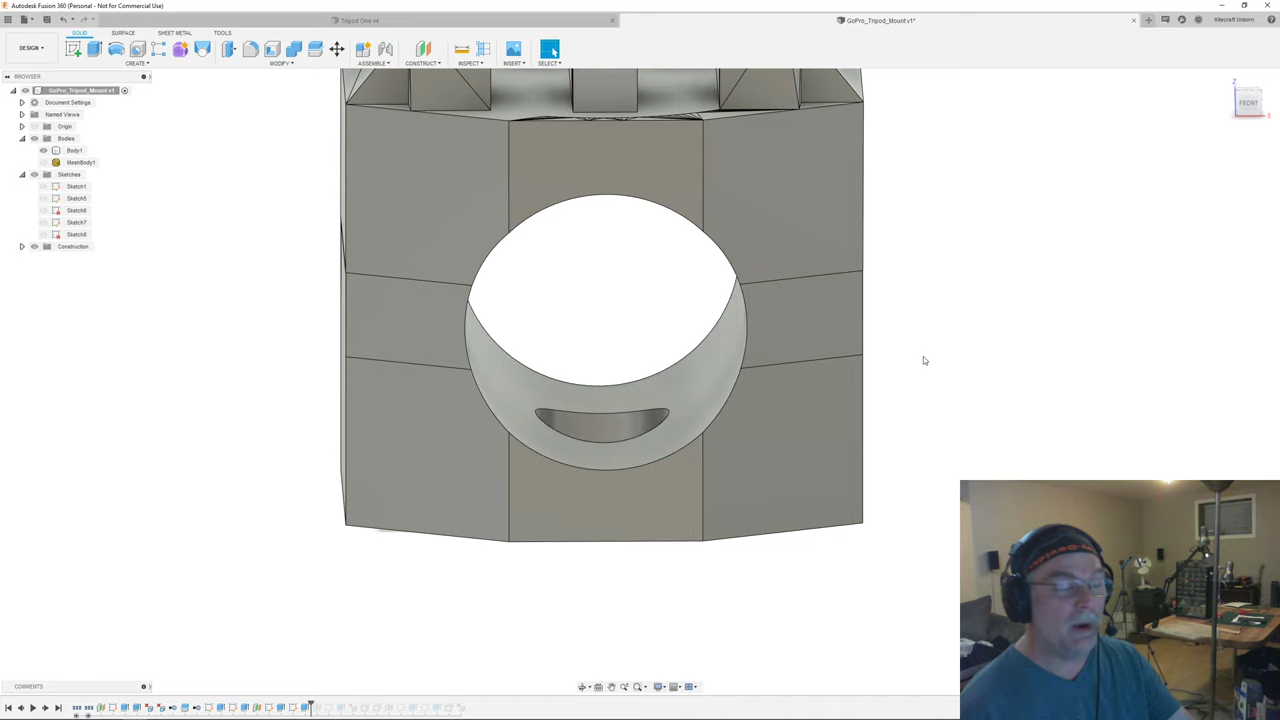 Autodesk Fusion 360 (Personal - Not for Commercial Use)
Tripod One v4
GoPro_Tripod_Mount v1*
Kitecraft Unborn
DESIGN
SOLID
SURFACE
SHEET METAL
TOOLS
CREATE
MODIFY
ASSEMBLE
CONSTRUCT
INSPECT
INSERT
SELECT
BROWSER
GoPro_Tripod_Mount v1
Document Settings
Named Views
Origin
Bodies
Body1
MeshBody1
Sketches
Sketch1
Sketch5
Sketch6
Sketch7
Sketch8
Construction
Z
FRONT
X
COMMENTS